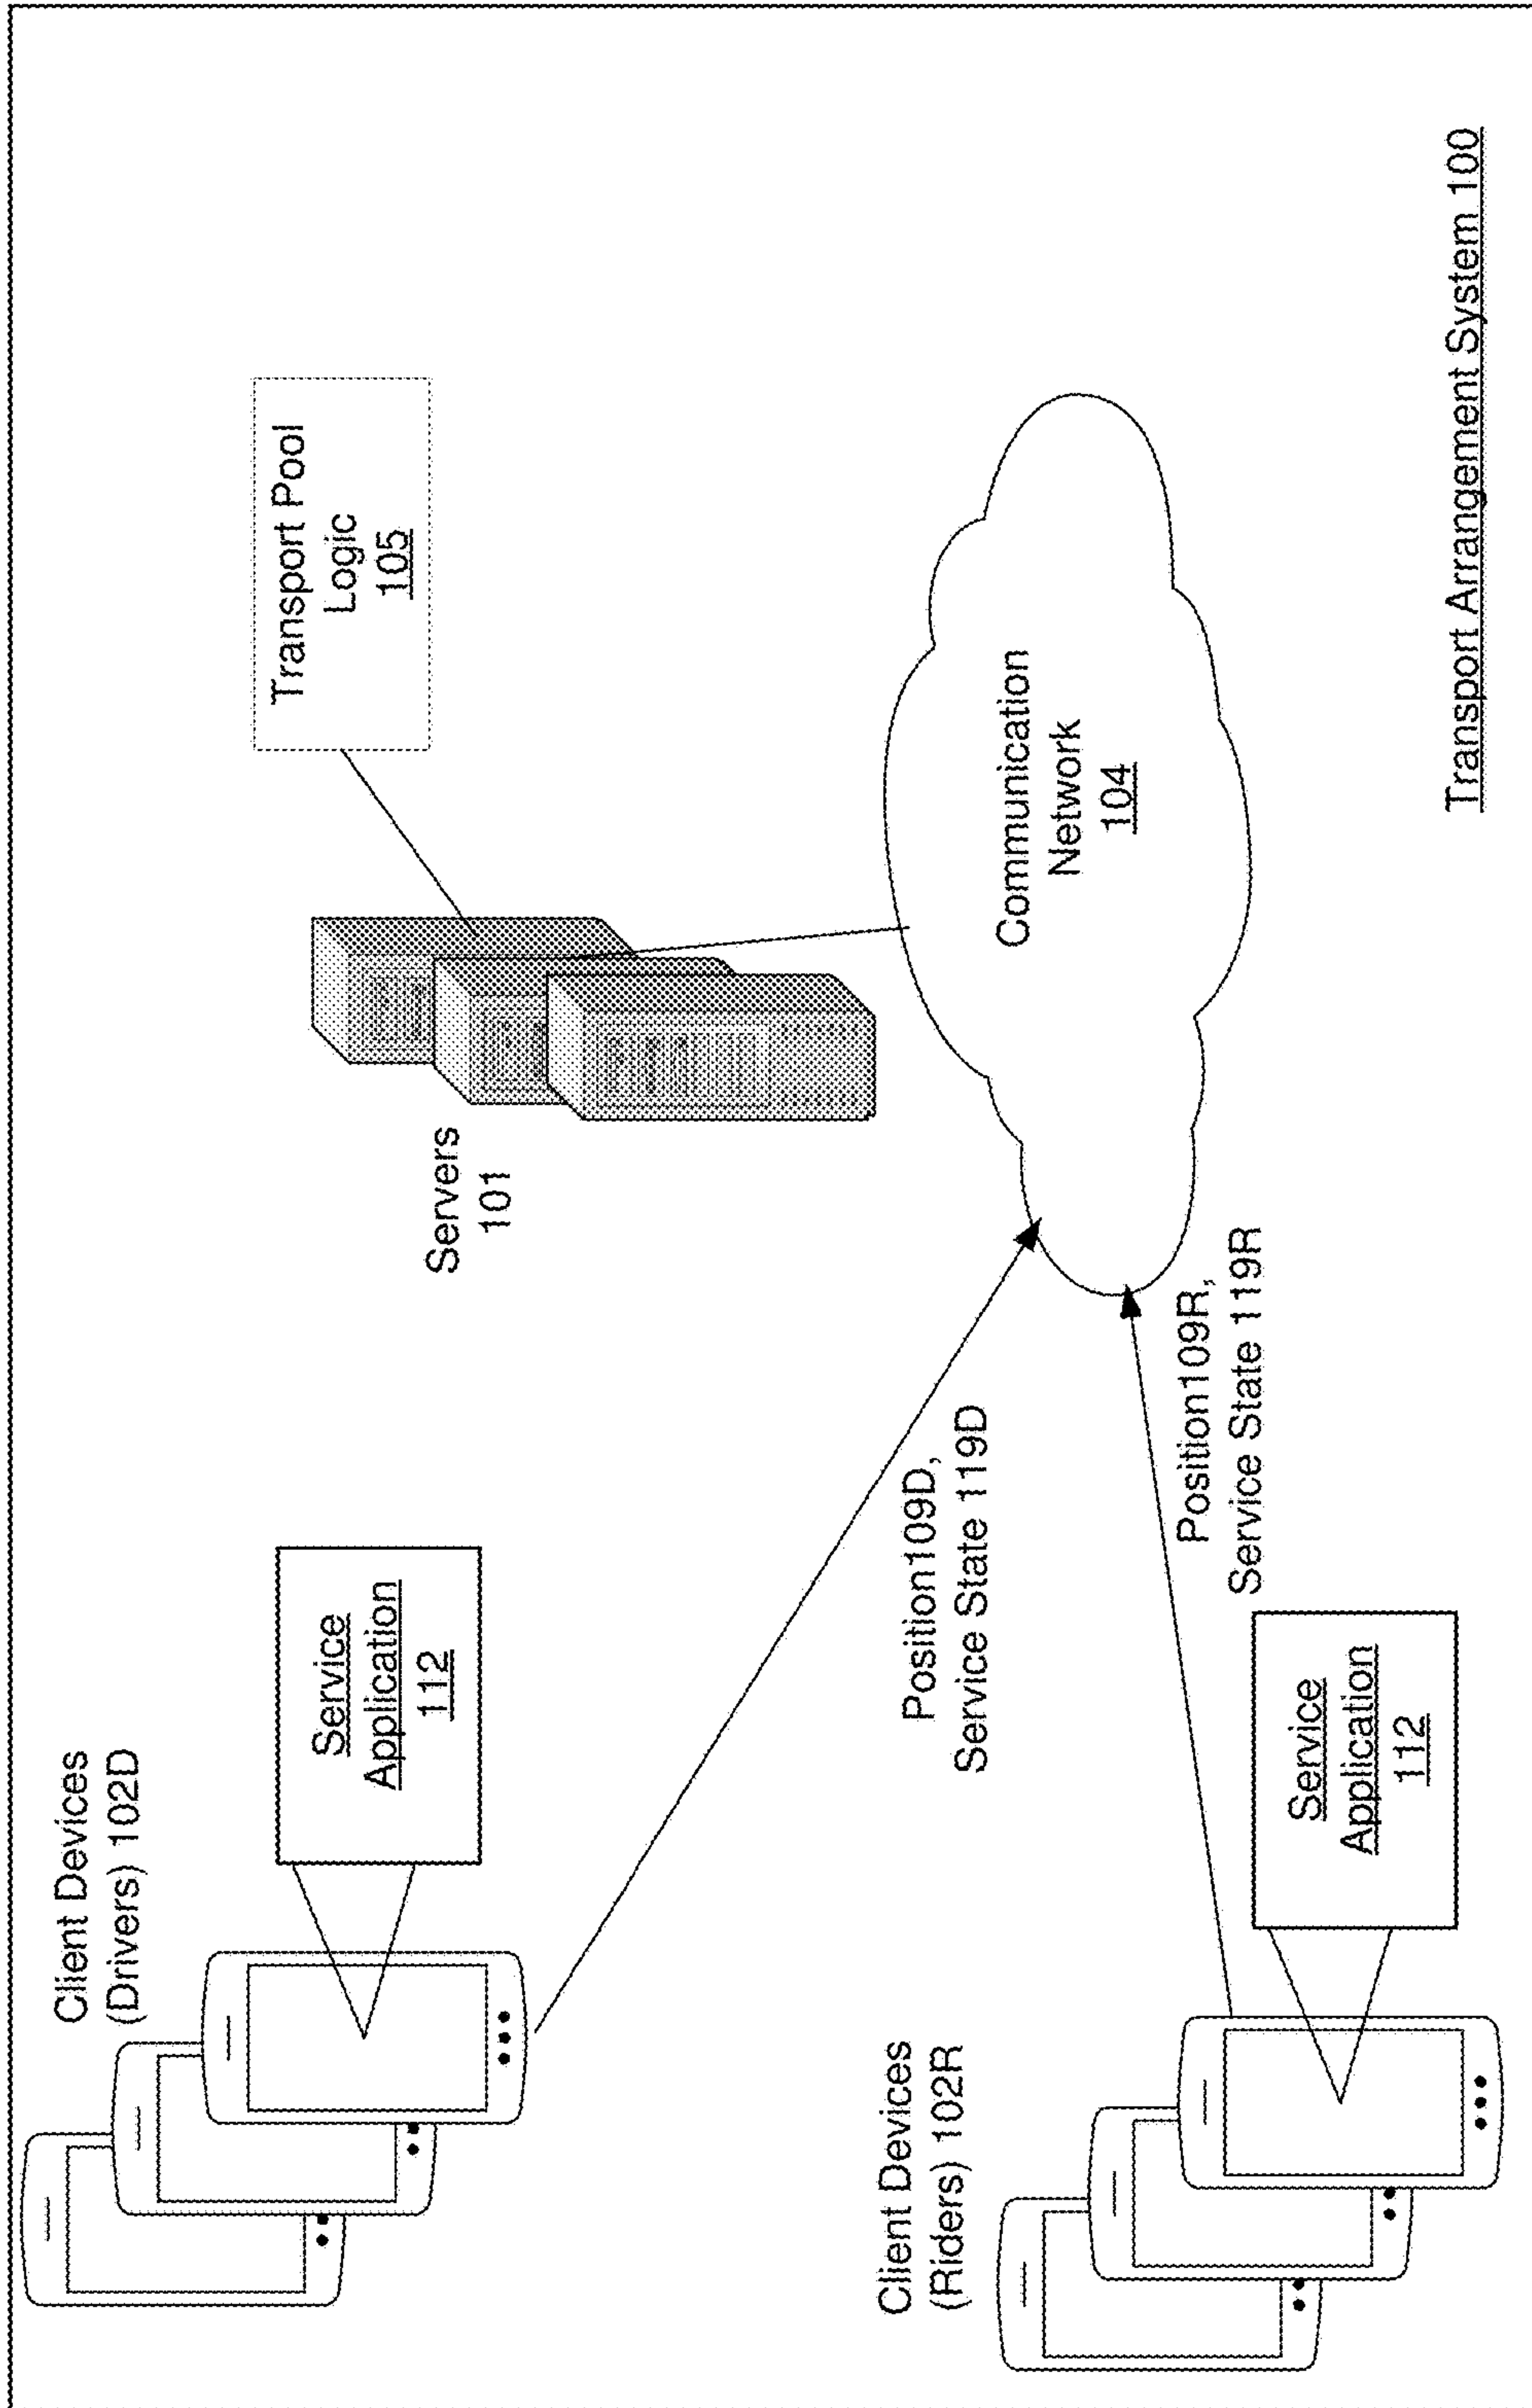 Client Devices
(Drivers) 102D
Service
Application
112
Servers
101
Transport Pool
Logic
105
Position109D,
Service State 119D
Communication
Network
104
Client Devices
(Riders) 102R
Position109R,
Service State 119R
Service
Application
112
Transport Arrangement System 100